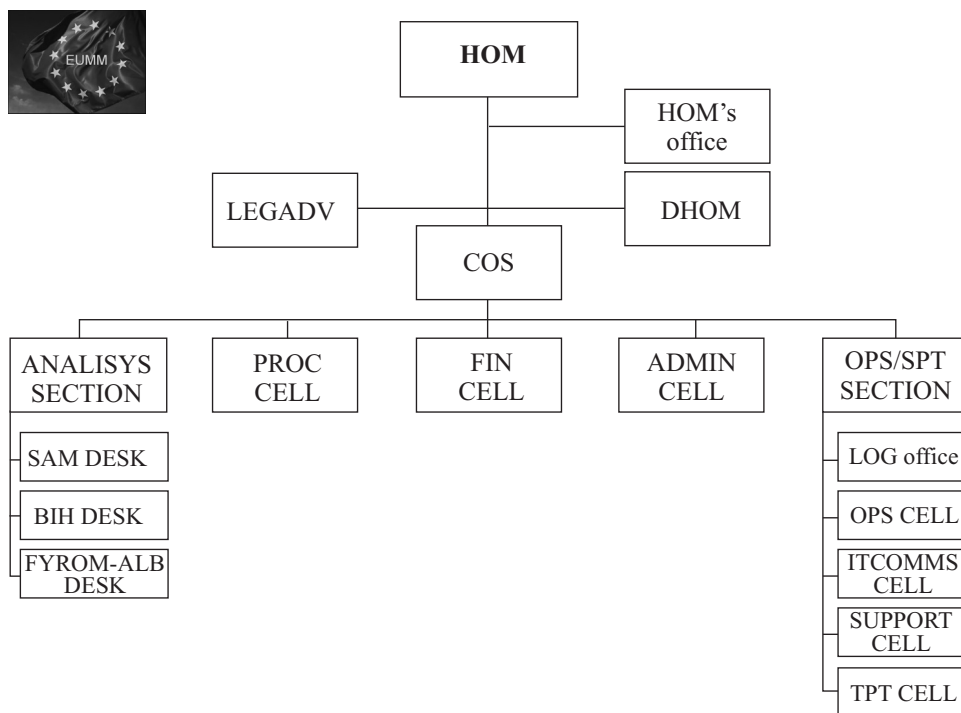 EUMM
HOM
HOM's
office
LEGADV
DHOM
COS
ANALISYS
SECTION
PROC
CELL
FIN
CELL
ADMIN
CELL
OPS/SPT
SECTION
SAM DESK
BIH DESK
FYROM-ALB
DESK
LOG office
OPS CELL
ITCOMMS
CELL
SUPPORT
CELL
TPT CELL